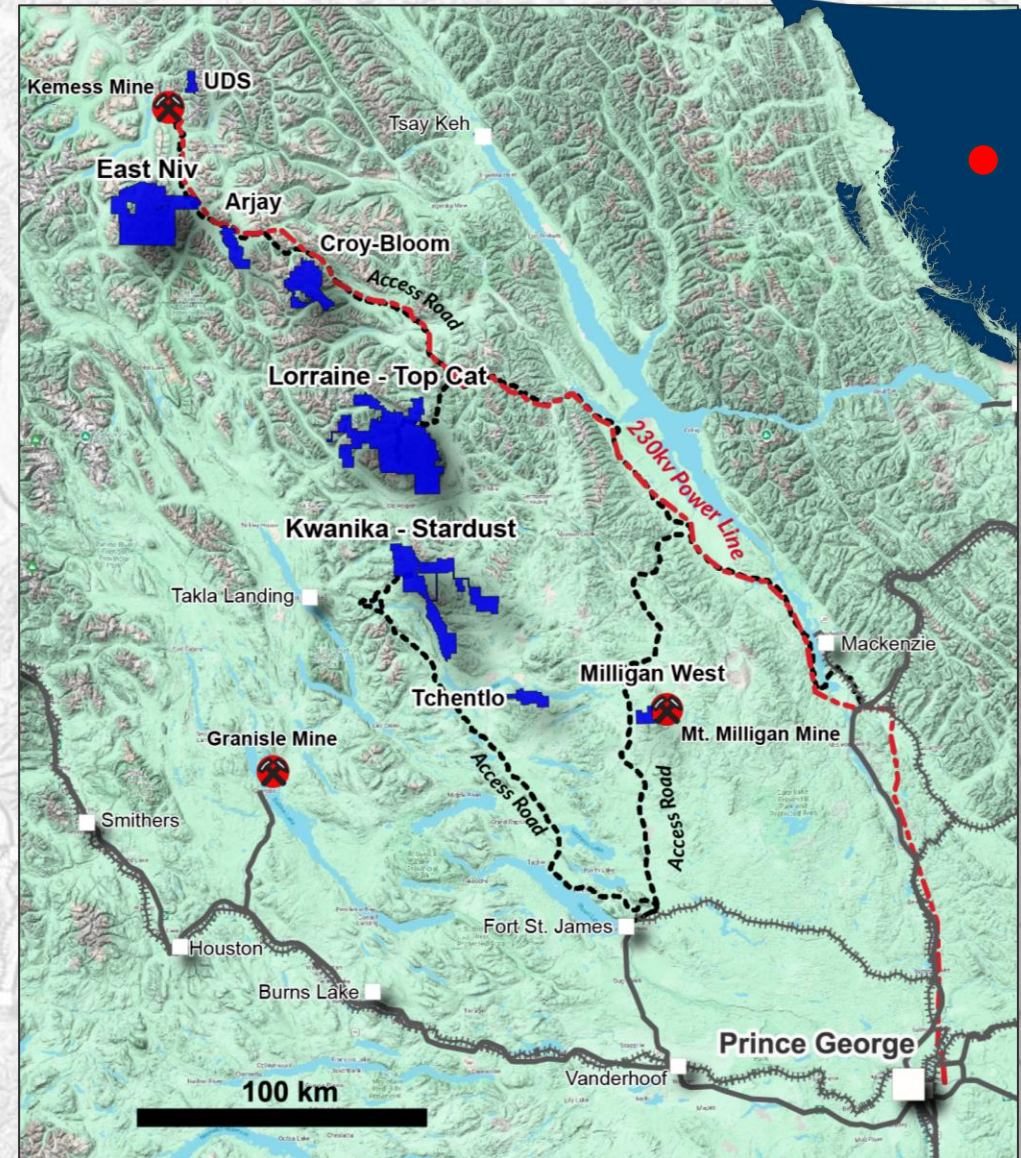 Kemess Mine
UDS
Tsay Keh
East Niv
Arjay
Croy-Bloom
Access Road
Lorraine - Top Cat
230kv Power Line
Kwanika - Stardust
Takla Landing
Mackenzie
Milligan West
Tchentlo
Mt. Milligan Mine
Granisle Mine
Access Road
Access Road
Smithers
Fort St. James
Houston
Burns Lake
Prince George
Vanderhoof
100 km